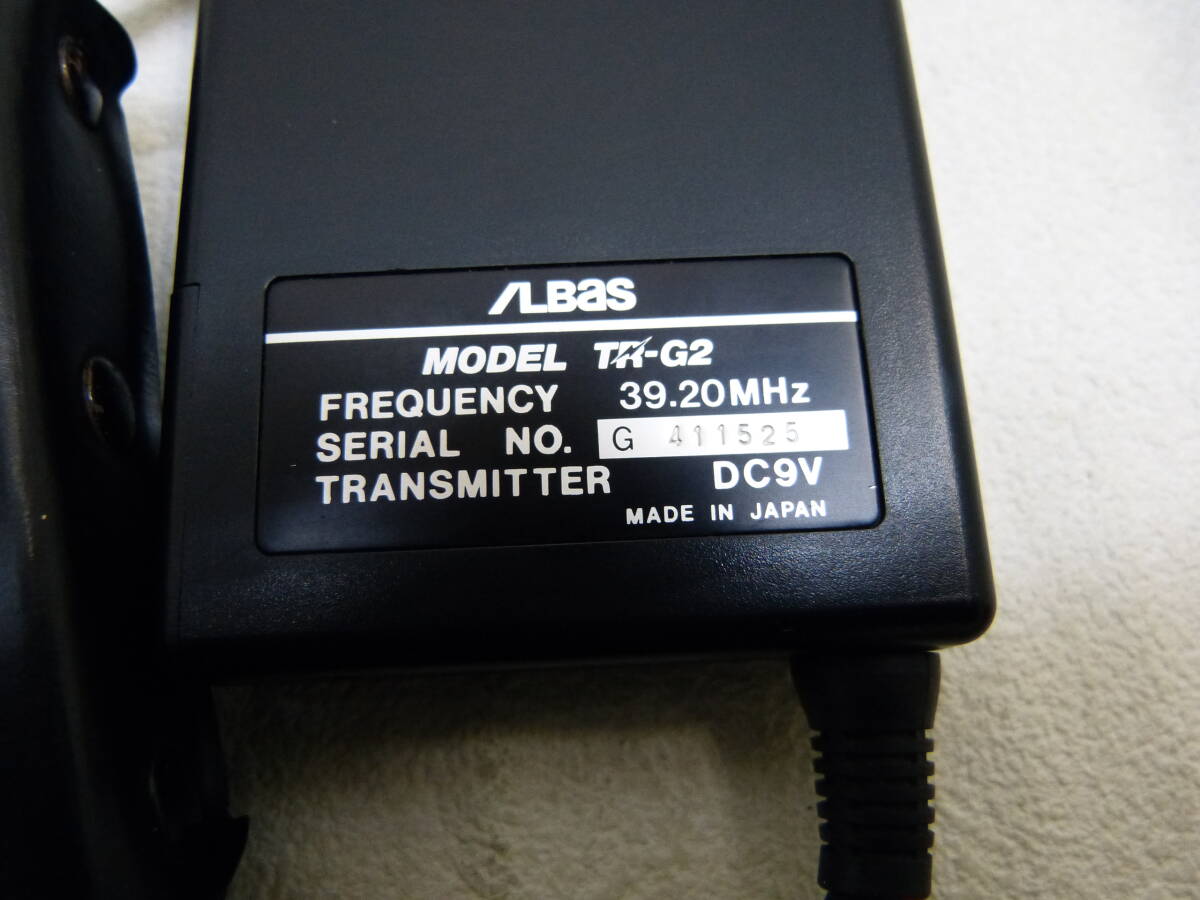 ALBas
MODEL TR-G2
FREQUENCY 39.20MHz
SERIAL NO. G 411525
TRANSMITTER DC9V
MADE IN JAPAN